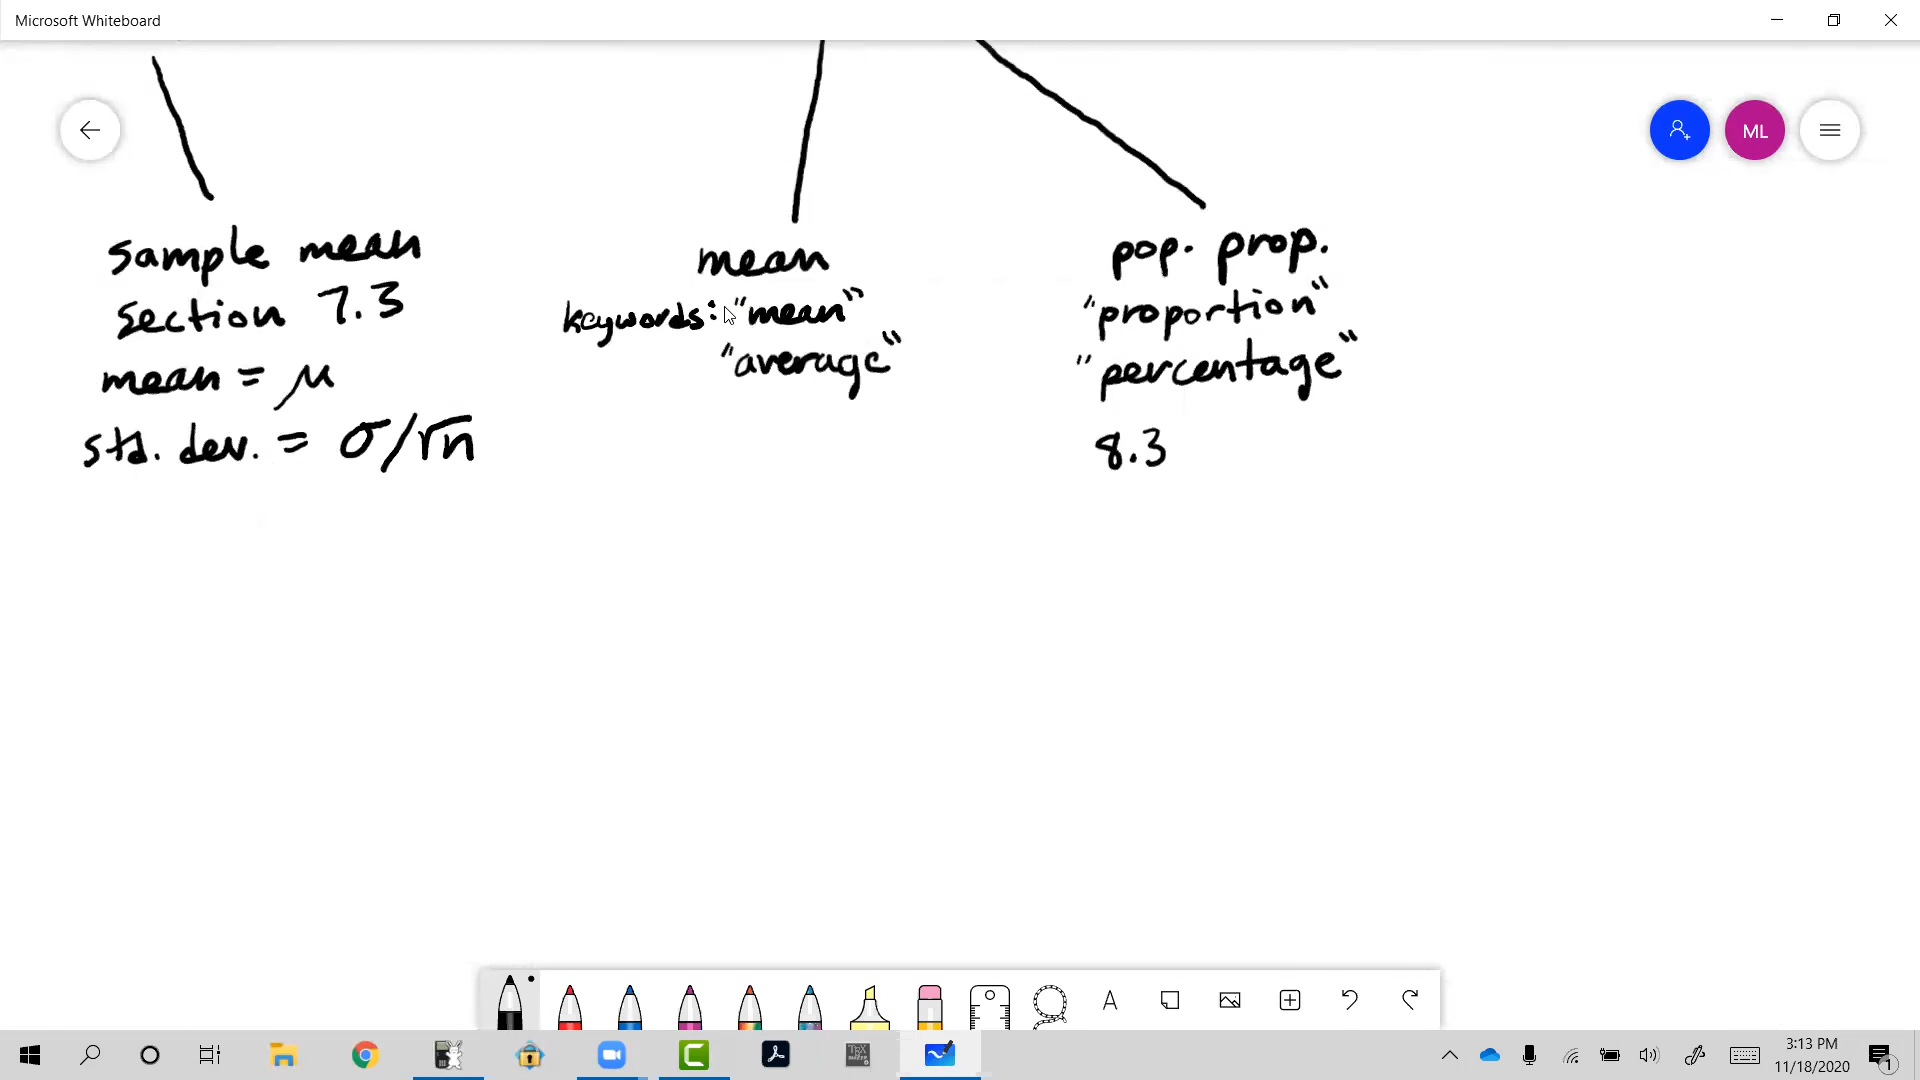 Microsoft Whiteboard
ML
sample mean
section 7.3
mean = μ
std. dev. = σ/√n
mean
keywords: "mean"
"average"
pop. prop.
"proportion"
"percentage"
8.3
A
3:13 PM
11/18/2020
1